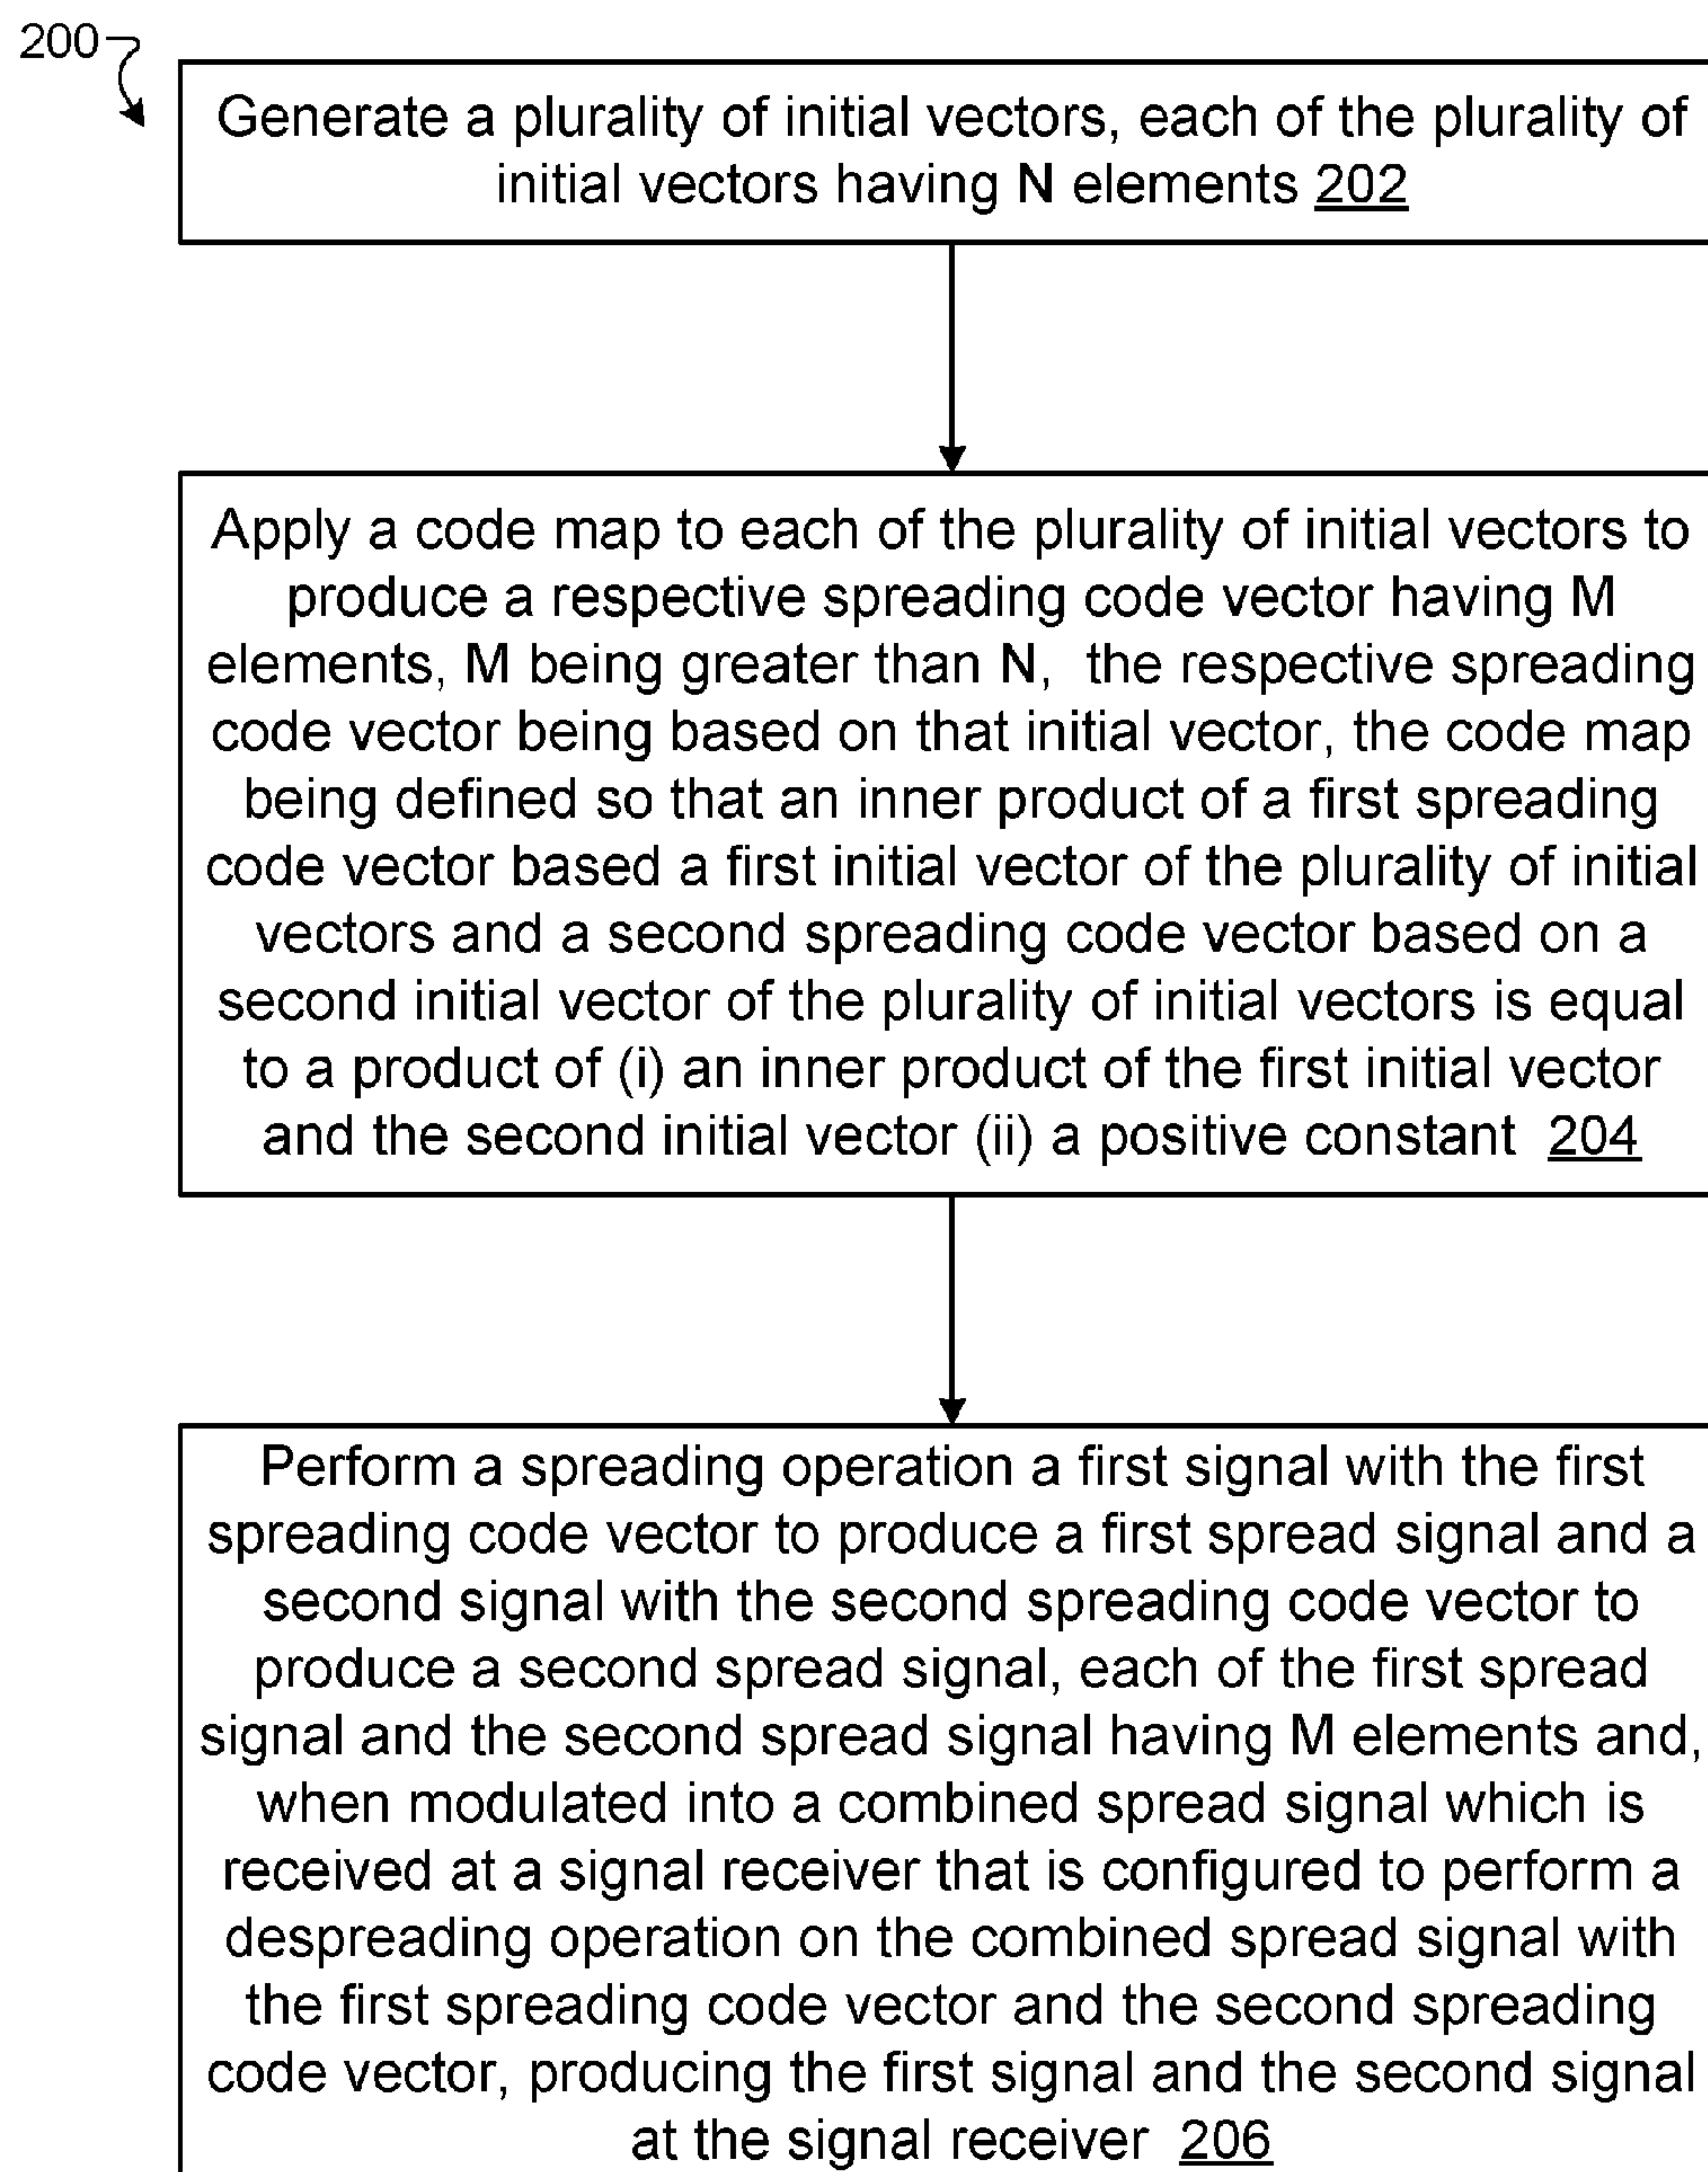 200
Generate a plurality of initial vectors, each of the plurality of
initial vectors having N elements 202
Apply a code map to each of the plurality of initial vectors to
produce a respective spreading code vector having M
elements, M being greater than N, the respective spreading
code vector being based on that initial vector, the code map
being defined so that an inner product of a first spreading
code vector based a first initial vector of the plurality of initial
vectors and a second spreading code vector based on a
second initial vector of the plurality of initial vectors is equal
to a product of (i) an inner product of the first initial vector
and the second initial vector (ii) a positive constant 204
Perform a spreading operation a first signal with the first
spreading code vector to produce a first spread signal and a
second signal with the second spreading code vector to
produce a second spread signal, each of the first spread
signal and the second spread signal having M elements and,
when modulated into a combined spread signal which is
received at a signal receiver that is configured to perform a
despreading operation on the combined spread signal with
the first spreading code vector and the second spreading
code vector, producing the first signal and the second signal
at the signal receiver 206